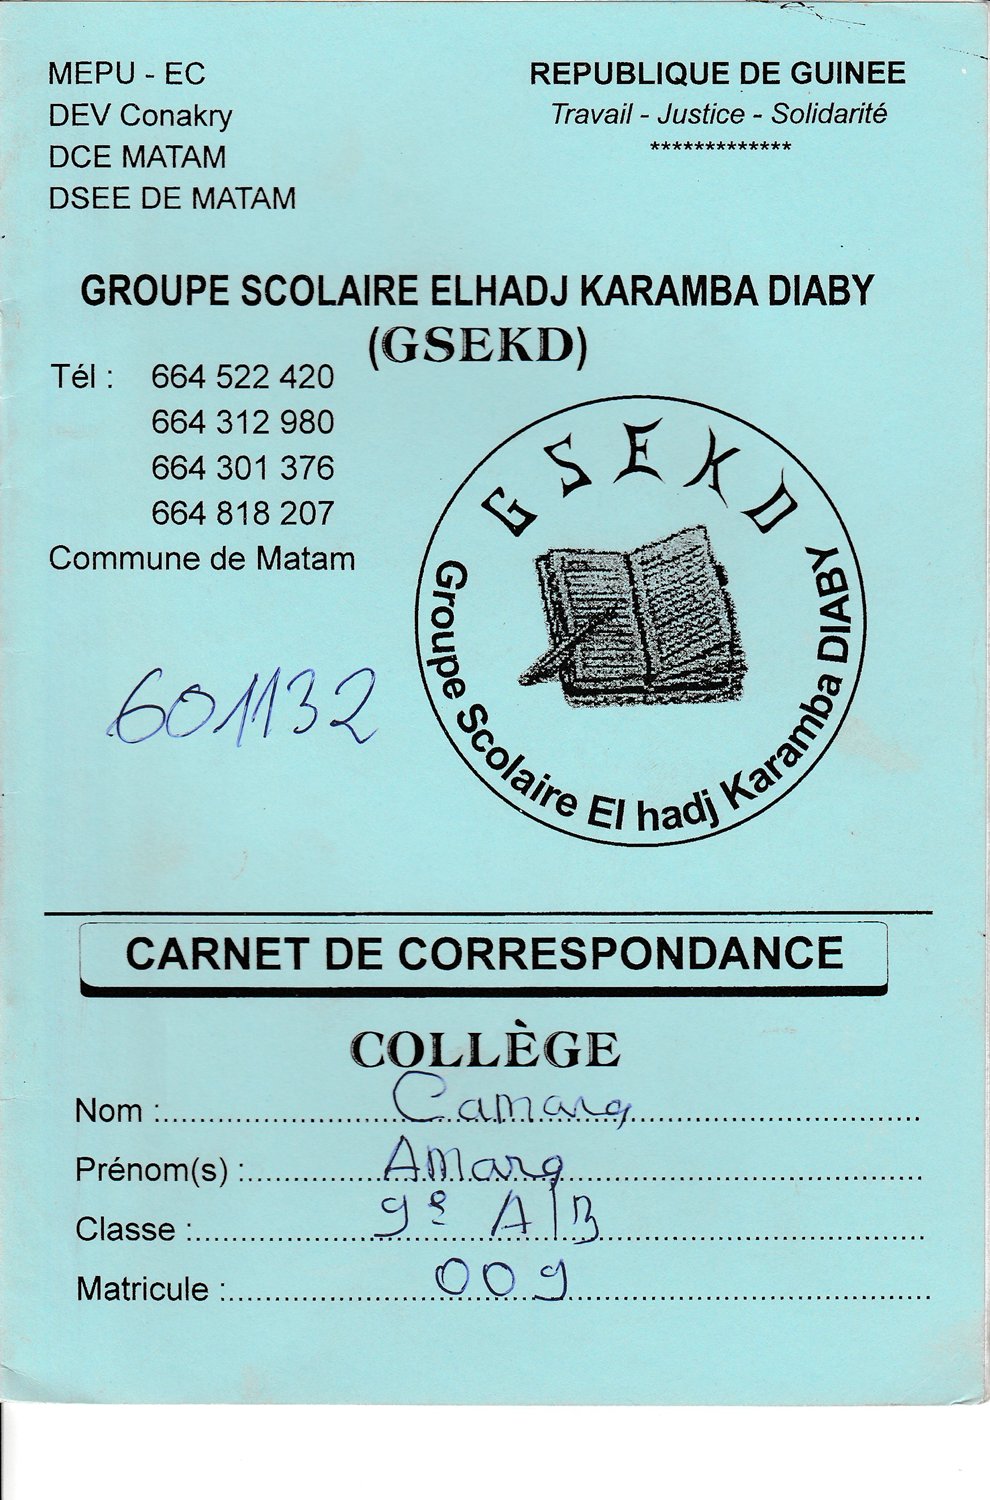 MEPU - EC
DEV Conakry
DCE MATAM
DSEE DE MATAM
REPUBLIQUE DE GUINEE
Travail - Justice - Solidarité
*************
GROUPE SCOLAIRE ELHADJ KARAMBA DIABY
(GSEKD)
Tél : 664 522 420
664 312 980
664 301 376
664 818 207
Commune de Matam
GSEKD
Groupe Scolaire El hadj Karamba DIABY
601132
CARNET DE CORRESPONDANCE
COLLÈGE
Nom : Camara
Prénom(s) : Amara
Classe : 9e A/B
Matricule : 009